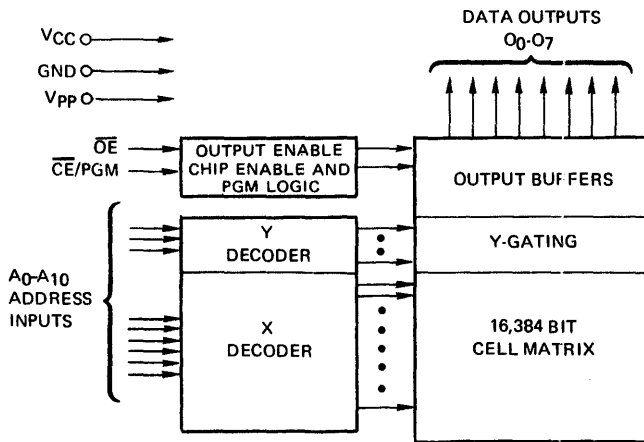 DATA OUTPUTS
O0-O7
VCC
GND
VPP
OE
CE/PGM
OUTPUT ENABLE
CHIP ENABLE AND
PGM LOGIC
OUTPUT BUFFERS
Y
DECODER
Y-GATING
A0-A10
ADDRESS
INPUTS
X
DECODER
16,384 BIT
CELL MATRIX